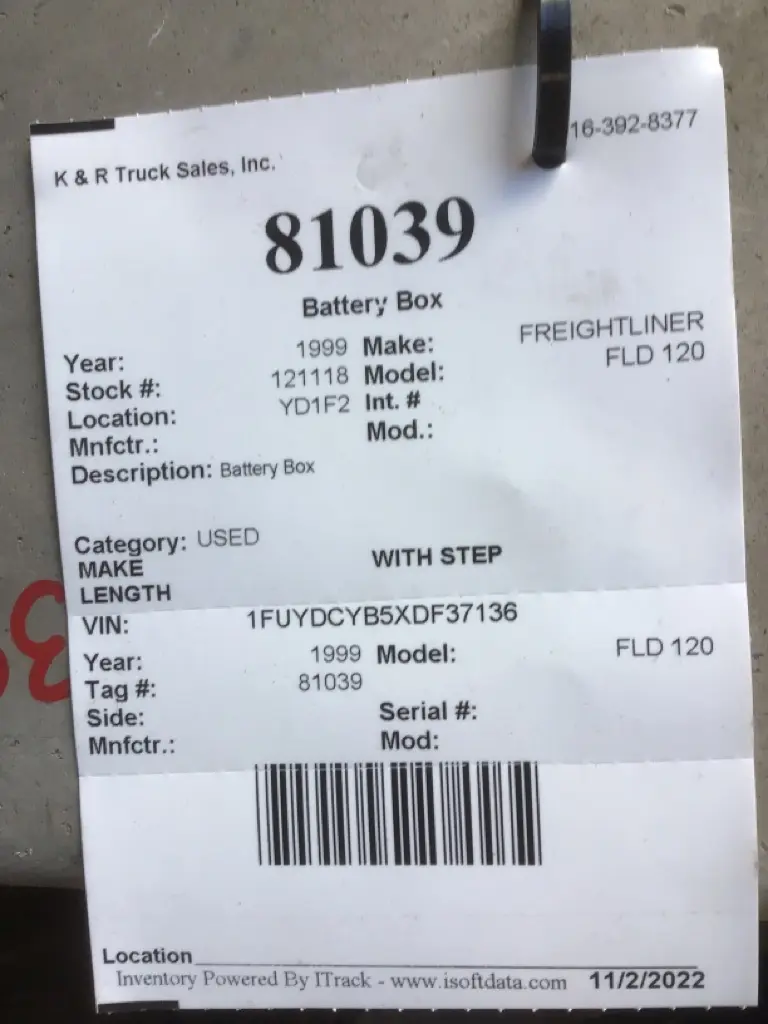 K & R Truck Sales, Inc. 16-392-8377
81039
Battery Box
Year: 1999 Make: FREIGHTLINER
Stock #: 121118 Model: FLD 120
Location: YD1F2 Int. #
Mnfctr.: Mod.:
Description: Battery Box
Category: USED
MAKE WITH STEP
LENGTH
VIN: 1FUYDCYB5XDF37136
Year: 1999 Model: FLD 120
Tag #: 81039
Side: Serial #:
Mnfctr.: Mod:
Location
Inventory Powered By ITrack - www.isoftdata.com 11/2/2022